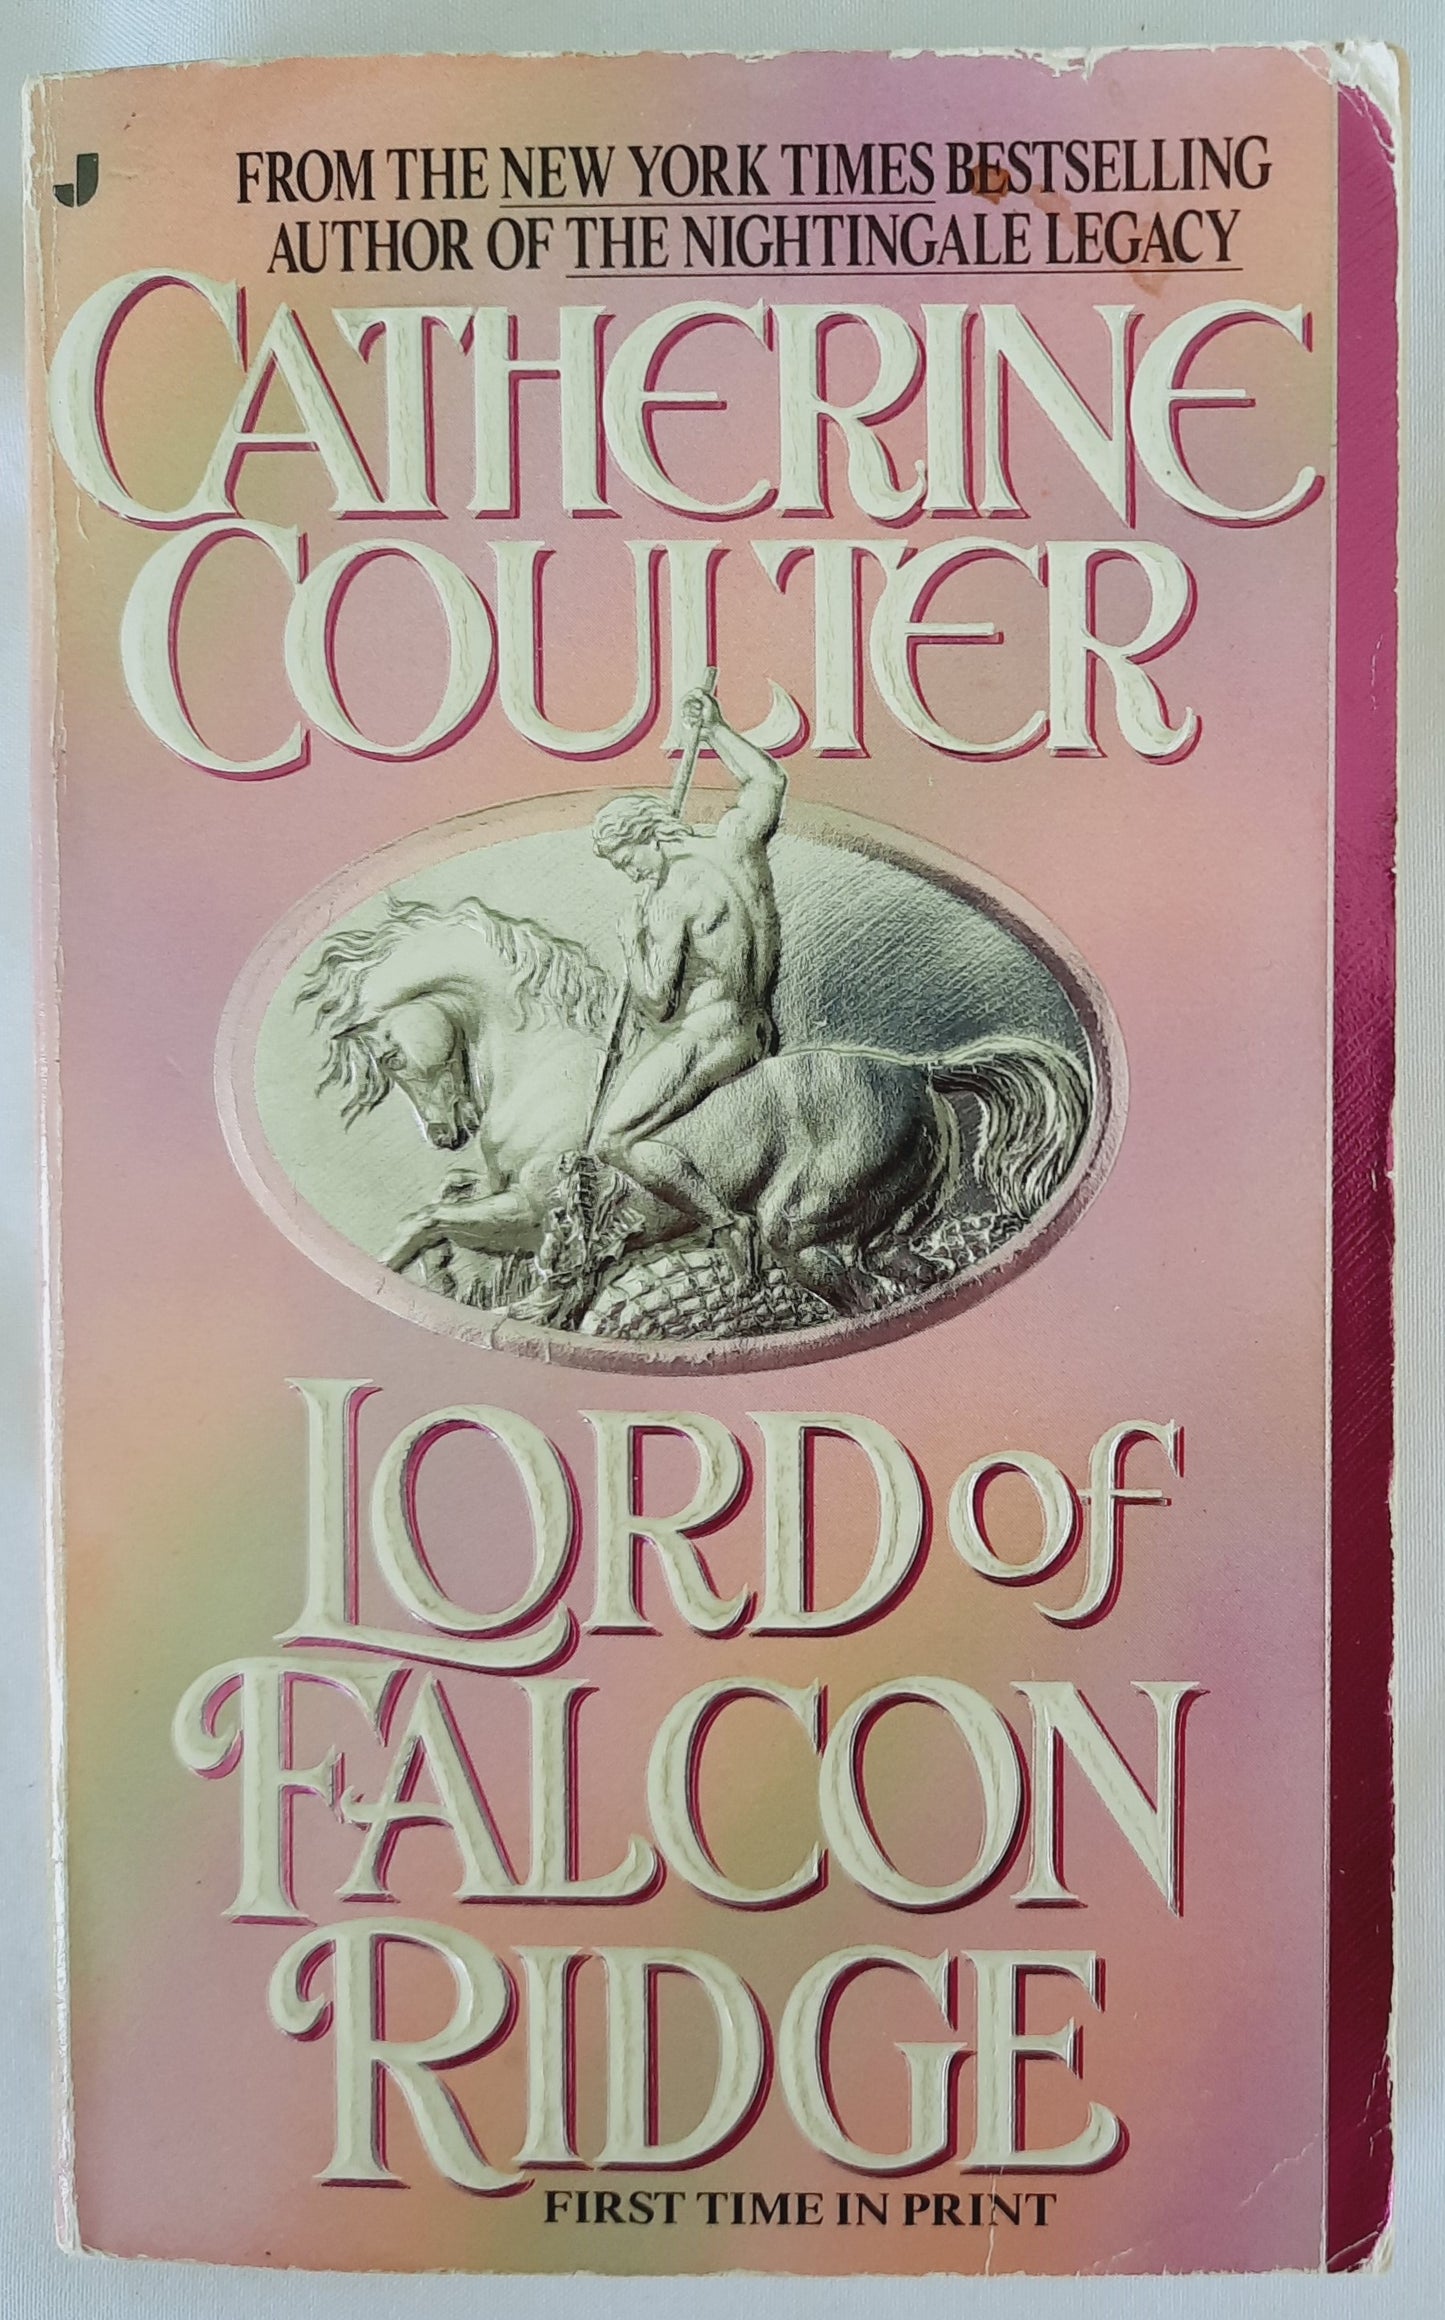 J
FROM THE NEW YORK TIMES BESTSELLING
AUTHOR OF THE NIGHTINGALE LEGACY
CATHERINE
COULTER
LORD OF
FALCON
RIDGE
FIRST TIME IN PRINT